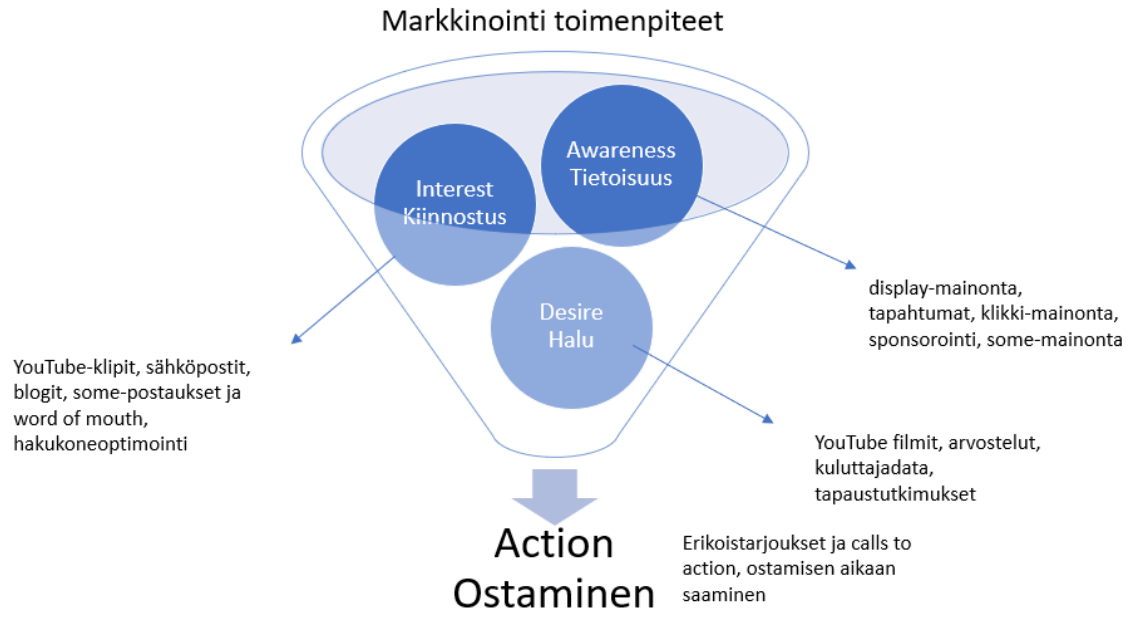 Markkinointi toimenpiteet
Awareness
Tietoisuus
Interest
Kiinnostus
Desire
Halu
display-mainonta,
tapahtumat, klikki-mainonta,
sponsorointi, some-mainonta
YouTube-klipit, sähköpostit,
blogit, some-postaukset ja
word of mouth,
hakukoneoptimointi
YouTube filmit, arvostelut,
kuluttajadata,
tapaustutkimukset
Action
Ostaminen
Erikoistarjoukset ja calls to
action, ostamisen aikaan
saaminen